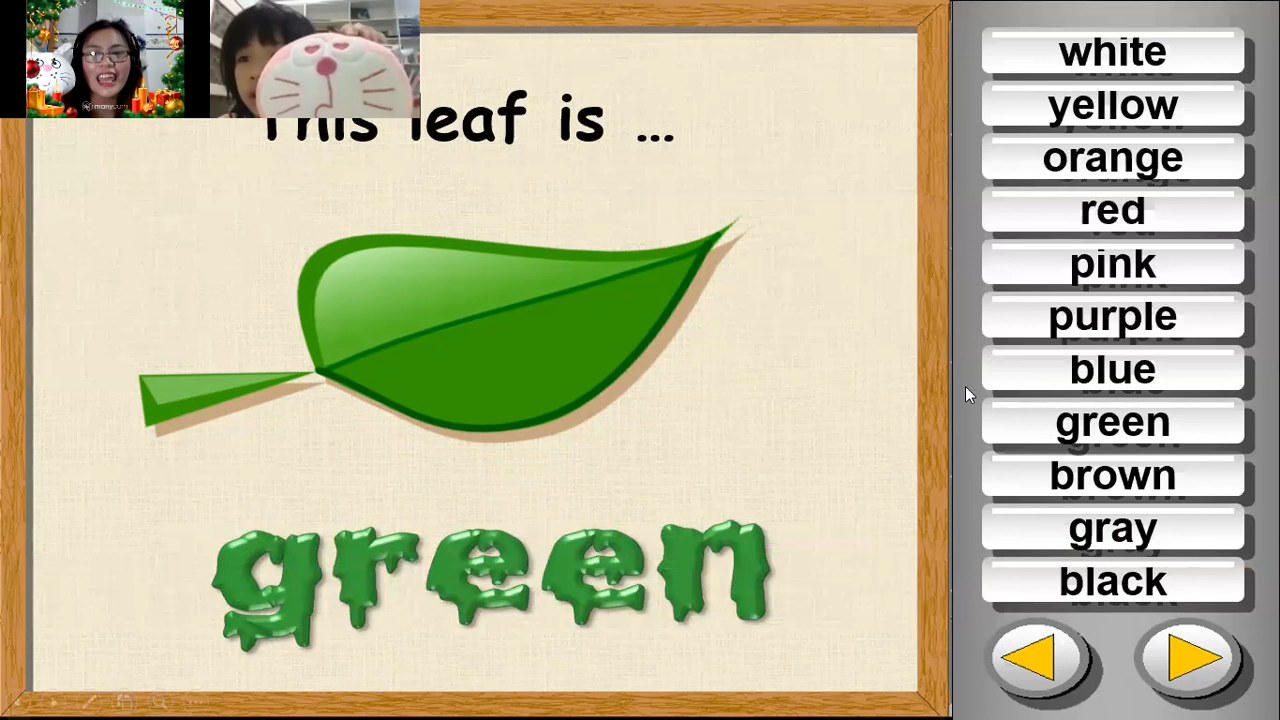 This leaf is ...
green
white
yellow
orange
red
pink
purple
blue
green
brown
gray
black